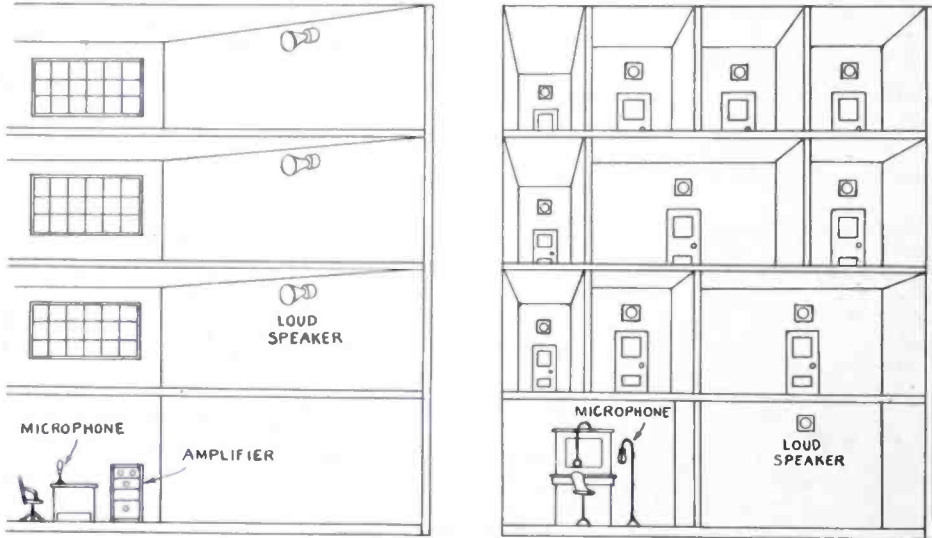 LOUD
SPEAKER
MICROPHONE
AMPLIFIER
MICROPHONE
LOUD
SPEAKER